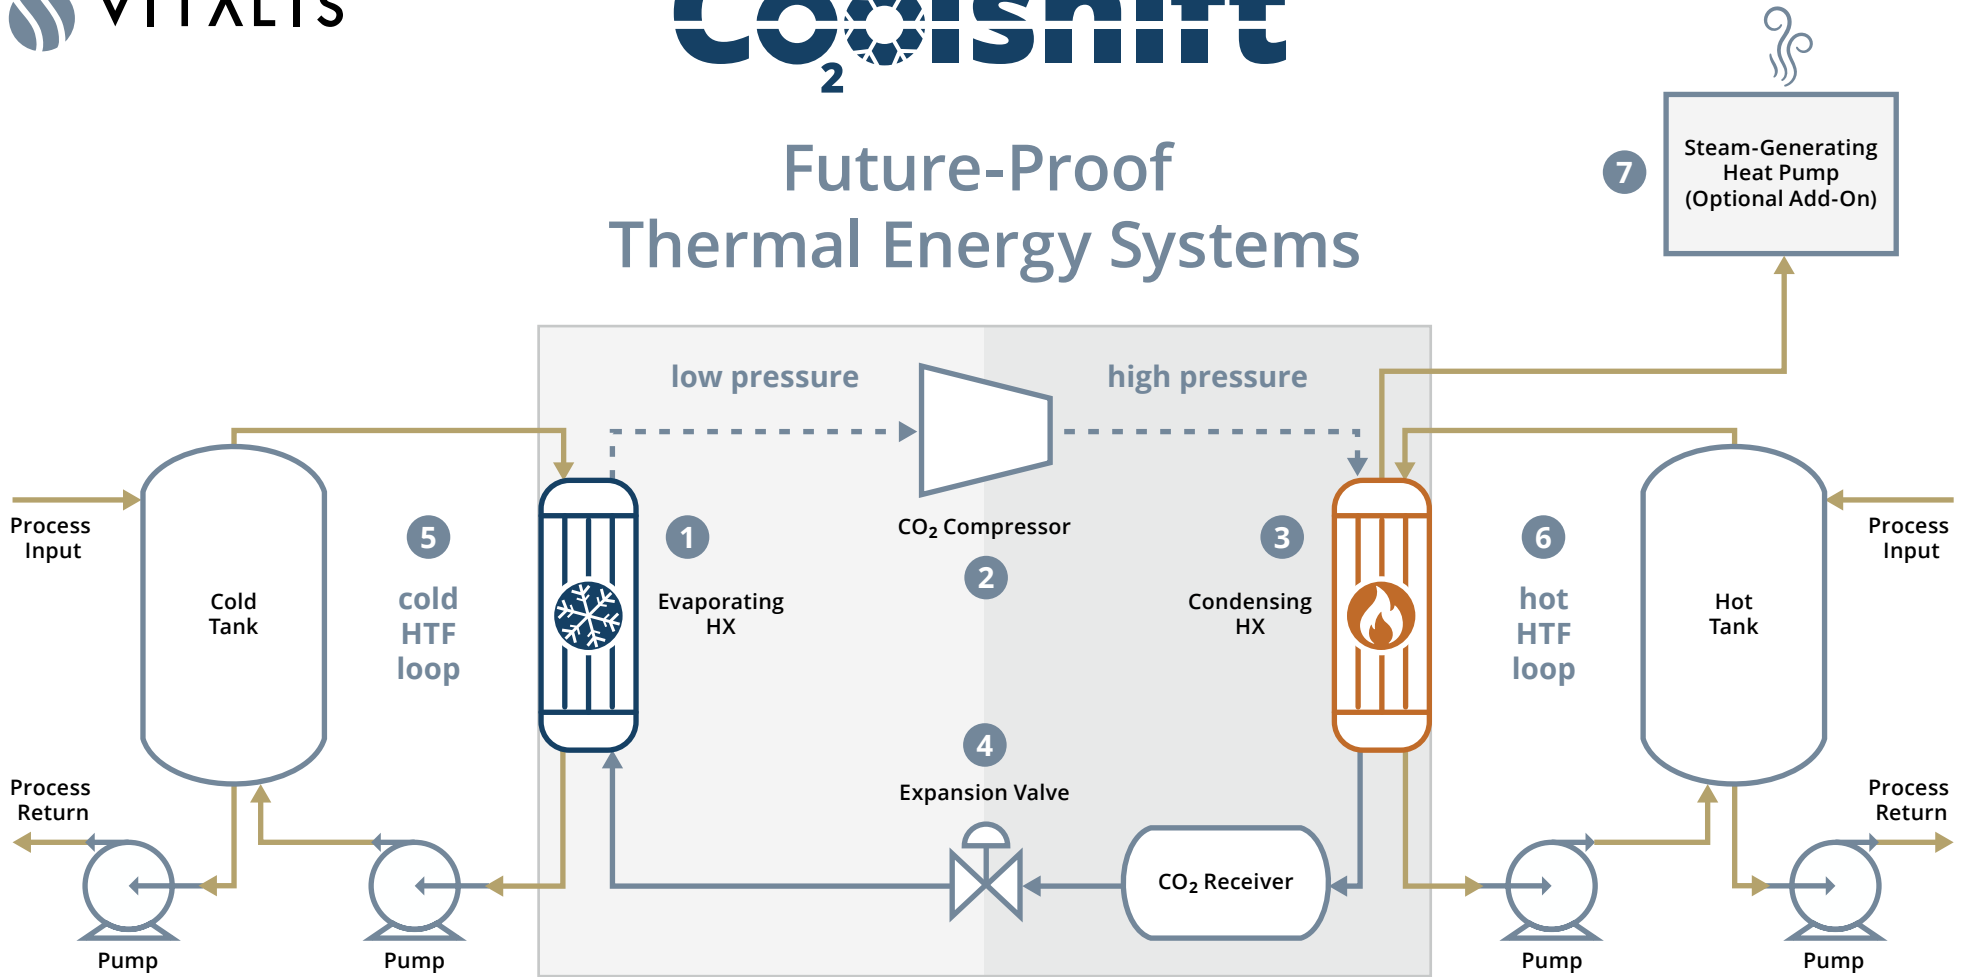 VITALIS
Co₂olshift
Future-Proof
Thermal Energy Systems
7
Steam-Generating
Heat Pump
(Optional Add-On)
low pressure
high pressure
Process
Input
Cold
Tank
5
cold
HTF
loop
1
Evaporating
HX
CO₂ Compressor
2
3
Condensing
HX
6
hot
HTF
loop
Hot
Tank
Process
Input
4
Expansion Valve
CO₂ Receiver
Process
Return
Pump
Pump
Pump
Process
Return
Pump